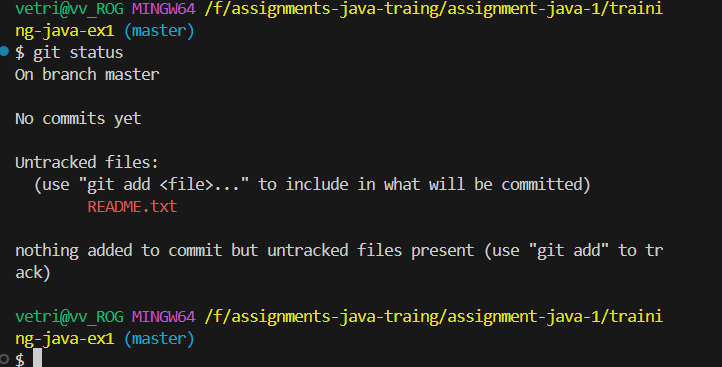 vetri@vv_ROG MINGW64 /f/assignments-java-traing/assignment-java-1/traini
ng-java-ex1 (master)
$ git status
On branch master
No commits yet
Untracked files:
  (use "git add <file>..." to include in what will be committed)
        README.txt
nothing added to commit but untracked files present (use "git add" to tr
ack)
vetri@vv_ROG MINGW64 /f/assignments-java-traing/assignment-java-1/traini
ng-java-ex1 (master)
$